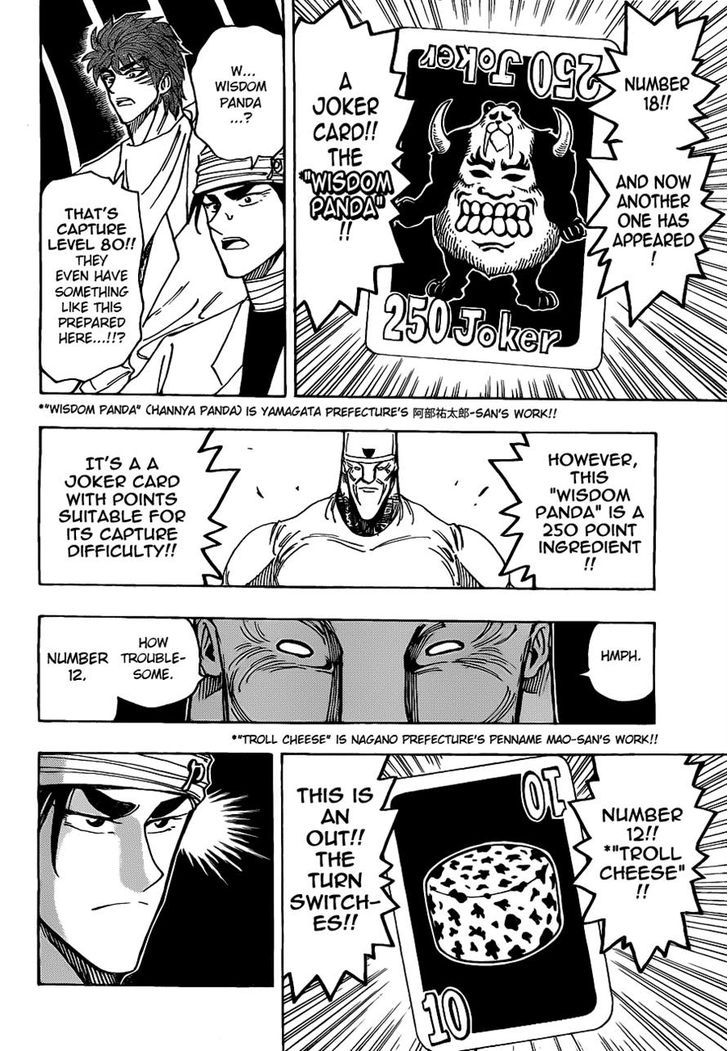 NUMBER
18!!
AND NOW
ANOTHER
ONE HAS
APPEARED
!
250 Joker
A
JOKER
CARD!!
THE
"WISDOM
PANDA"
!!
250 Joker
W...
WISDOM
PANDA
...?
THAT'S
CAPTURE
LEVEL 80!!
THEY
EVEN HAVE
SOMETHING
LIKE THIS
PREPARED
HERE...!!?
*"WISDOM PANDA" (HANNYA PANDA) IS YAMAGATA PREFECTURE'S 阿部祐太郎-SAN'S WORK!!
HOWEVER,
THIS
"WISDOM
PANDA" IS A
250 POINT
INGREDIENT
!!
IT'S A A
JOKER CARD
WITH POINTS
SUITABLE FOR
ITS CAPTURE
DIFFICULTY!!
HMPH.
HOW
TROUBLE-
SOME.
NUMBER
12.
*"TROLL CHEESE" IS NAGANO PREFECTURE'S PENNAME MAO-SAN'S WORK!!
NUMBER
12!!
*"TROLL
CHEESE"
!!
10
THIS IS
AN
OUT!!
THE
TURN
SWITCH-
ES!!
10